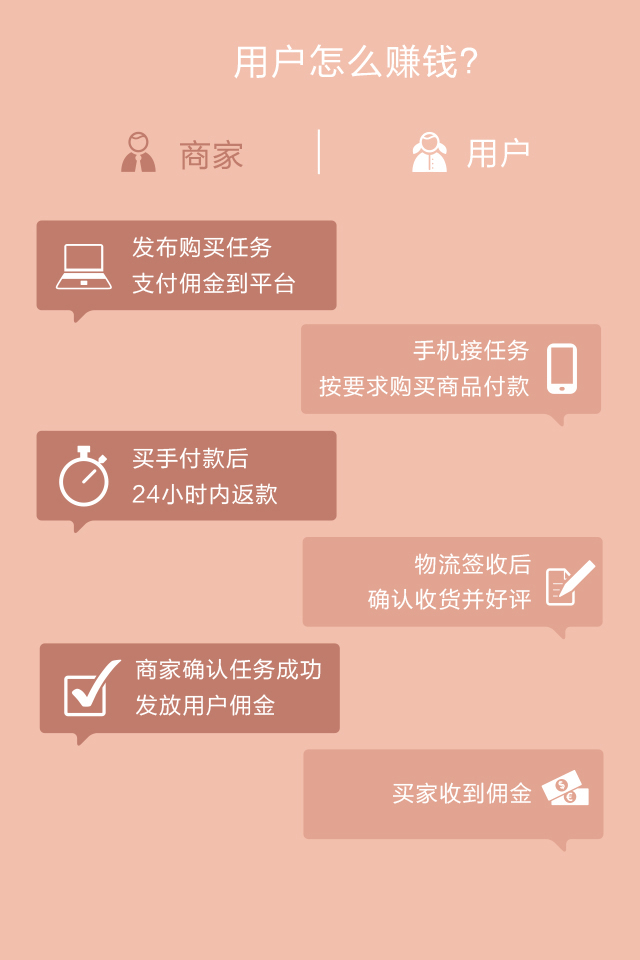 用户怎么赚钱?
商家
用户
发布购买任务
支付佣金到平台
手机接任务
按要求购买商品付款
买手付款后
24小时内返款
物流签收后
确认收货并好评
商家确认任务成功
发放用户佣金
买家收到佣金